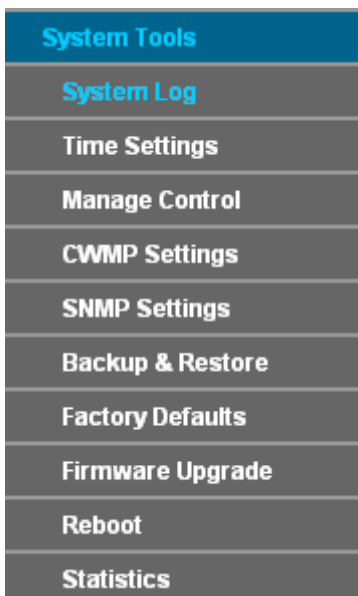 System Tools
System Log
Time Settings
Manage Control
CWMP Settings
SNMP Settings
Backup & Restore
Factory Defaults
Firmware Upgrade
Reboot
Statistics